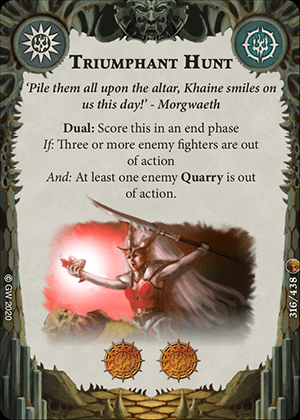 Triumphant Hunt
'Pile them all upon the altar, Khaine smiles on
us this day!' - Morgwaeth
Dual: Score this in an end phase
If: Three or more enemy fighters are out
of action
And: At least one enemy Quarry is out
of action.
© GW 2020
316/438